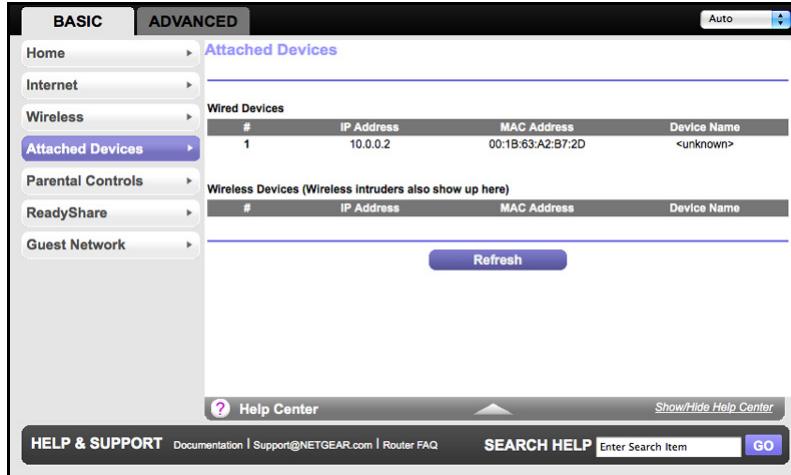 BASIC ADVANCED Auto
Home
Internet
Wireless
Attached Devices
Parental Controls
ReadyShare
Guest Network
Attached Devices
Wired Devices
# IP Address MAC Address Device Name
1 10.0.0.2 00:1B:63:A2:B7:2D <unknown>
Wireless Devices (Wireless intruders also show up here)
# IP Address MAC Address Device Name
Refresh
? Help Center Show/Hide Help Center
HELP & SUPPORT Documentation | Support@NETGEAR.com | Router FAQ SEARCH HELP Enter Search Item GO